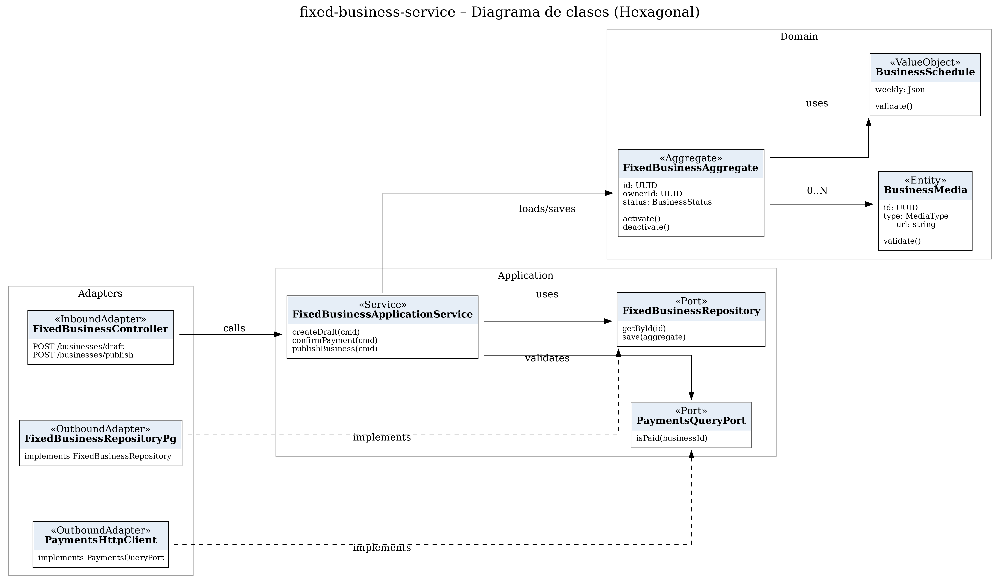 fixed-business-service – Diagrama de clases (Hexagonal)
Domain
«ValueObject»
BusinessSchedule
weekly: Json
validate()
uses
«Aggregate»
FixedBusinessAggregate
id: UUID
ownerId: UUID
status: BusinessStatus
activate()
deactivate()
0..N
«Entity»
BusinessMedia
id: UUID
type: MediaType
url: string
validate()
loads/saves
Application
«Service»
FixedBusinessApplicationService
createDraft(cmd)
confirmPayment(cmd)
publishBusiness(cmd)
uses
«Port»
FixedBusinessRepository
getById(id)
save(aggregate)
validates
«Port»
PaymentsQueryPort
isPaid(businessId)
Adapters
«InboundAdapter»
FixedBusinessController
POST /businesses/draft
POST /businesses/publish
calls
«OutboundAdapter»
FixedBusinessRepositoryPg
implements FixedBusinessRepository
implements
«OutboundAdapter»
PaymentsHttpClient
implements PaymentsQueryPort
implements